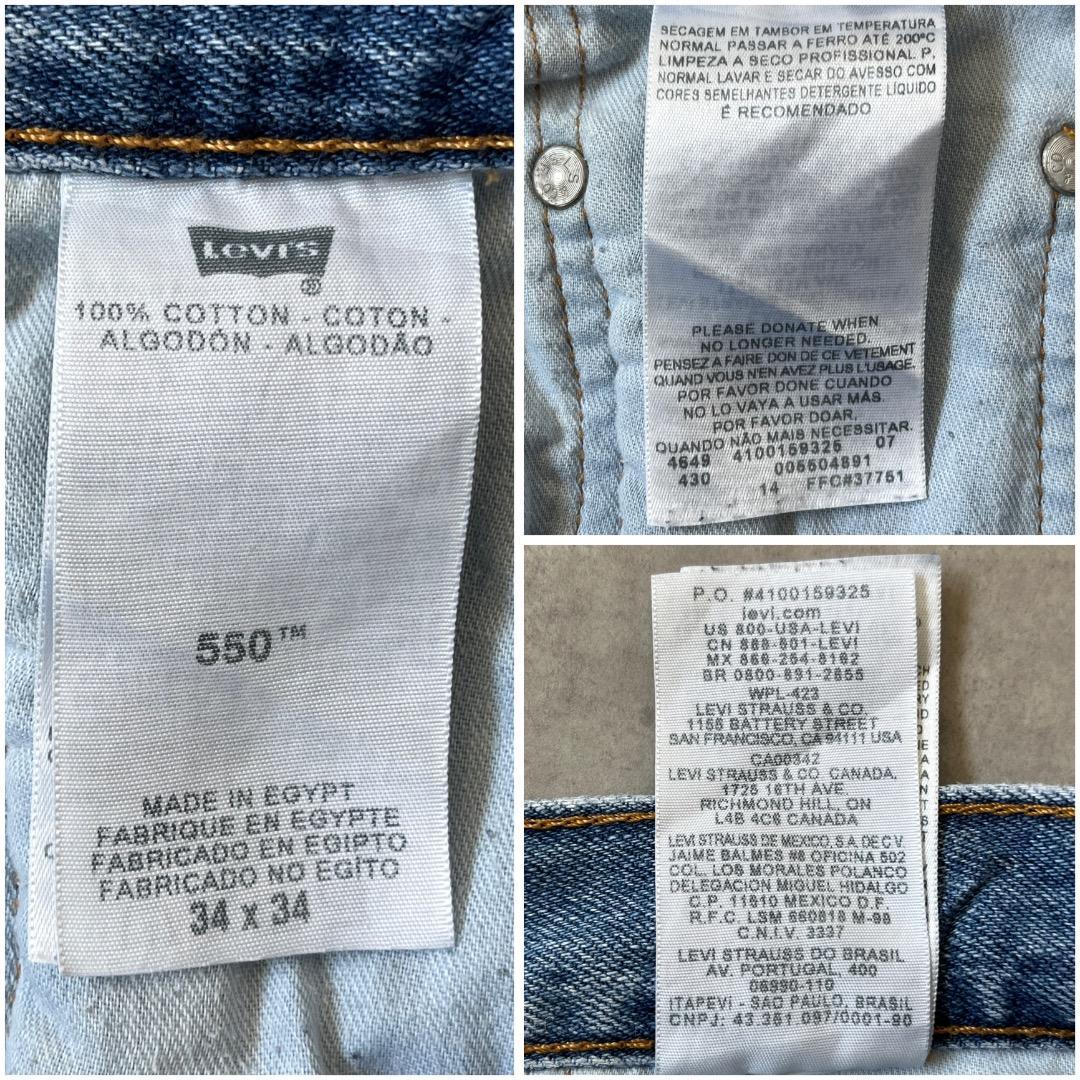 LEVI'S
®
100% COTTON - COTON -
ALGODÓN - ALGODÃO
550™
MADE IN EGYPT
FABRIQUE EN EGYPTE
FABRICADO EN EGIPTO
FABRICADO NO EGÍTO
34 x 34
SECAGEM EM TAMBOR EM TEMPERATURA
NORMAL PASSAR A FERRO ATÉ 200ºC
LIMPEZA A SECO PROFISSIONAL P.
NORMAL LAVAR E SECAR DO AVESSO COM
CORES SEMELHANTES DETERGENTE LÍQUIDO
É RECOMENDADO
PLEASE DONATE WHEN
NO LONGER NEEDED.
PENSEZ A FAIRE DON DE CE VETEMENT
QUAND VOUS N'EN AVEZ PLUS L'USAGE.
POR FAVOR DONE CUANDO
NO LO VAYA A USAR MÁS.
POR FAVOR DOAR,
QUANDO NÃO MAIS NECESSITAR.
4649 4100159325 07
005504891
430 14 FFC#37751
P.O. #4100159325
levi.com
US 800-USA-LEVI
CN 888-501-LEVI
MX 866-254-8192
BR 0800-891-2855
WPL-423
LEVI STRAUSS & CO.
1155 BATTERY STREET
SAN FRANCISCO, CA 94111 USA
CA00342
LEVI STRAUSS & CO. CANADA,
1725 16TH AVE.
RICHMOND HILL, ON
L4B 4C6 CANADA
LEVI STRAUSS DE MEXICO, S.A. DE C.V.
JAIME BALMES #8 OFICINA 502
COL. LOS MORALES POLANCO
DELEGACION MIGUEL HIDALGO
C.P. 11810 MEXICO D.F.
R.F.C. LSM 660818 M-98
C.N.I.V. 3337
LEVI STRAUSS DO BRASIL
AV. PORTUGAL, 400
06690-110
ITAPEVI - SAO PAULO, BRASIL
CNPJ: 43.351 097/0001-90